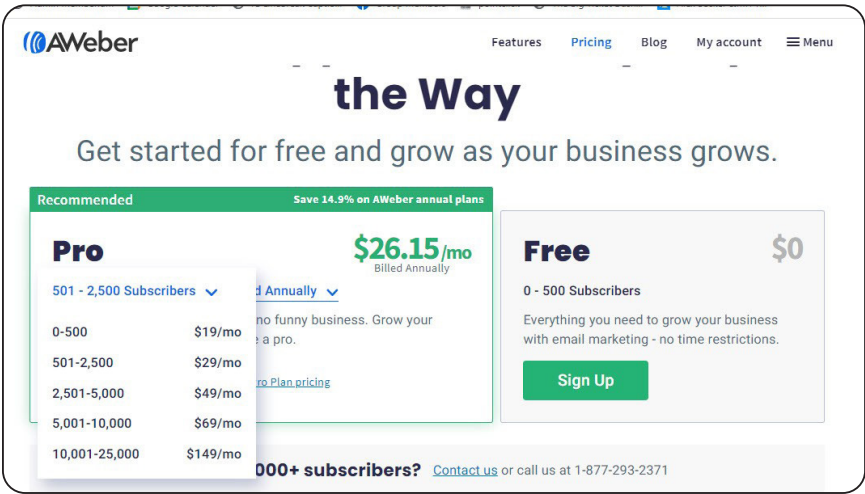 AWeber
Features Pricing Blog My account Menu
the Way
Get started for free and grow as your business grows.
Recommended Save 14.9% on AWeber annual plans
Pro $26.15/mo
Billed Annually
501 - 2,500 Subscribers d Annually
no funny business. Grow your
a pro.
ro Plan pricing
0-500 $19/mo
501-2,500 $29/mo
2,501-5,000 $49/mo
5,001-10,000 $69/mo
10,001-25,000 $149/mo
Free $0
0 - 500 Subscribers
Everything you need to grow your business
with email marketing - no time restrictions.
Sign Up
000+ subscribers? Contact us or call us at 1-877-293-2371